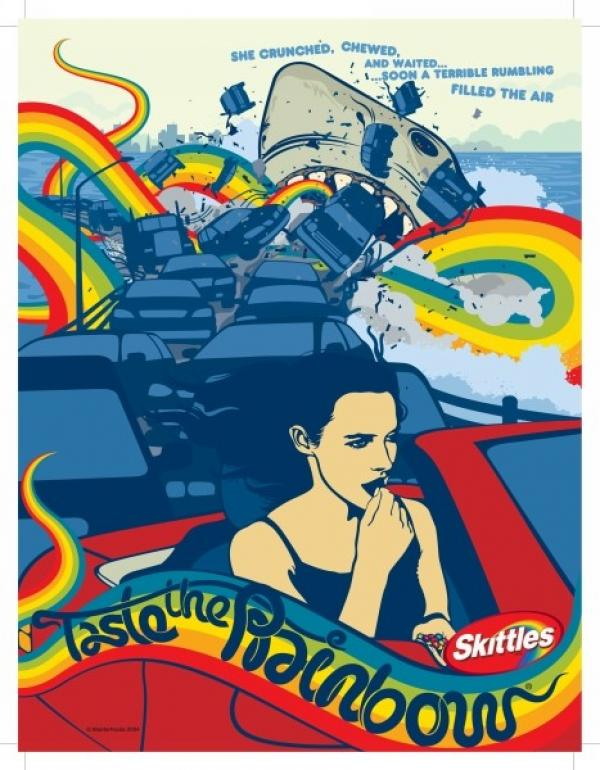 SHE CRUNCHED, CHEWED,
AND WAITED...
...SOON A TERRIBLE RUMBLING
FILLED THE AIR
Taste the Rainbow
Skittles